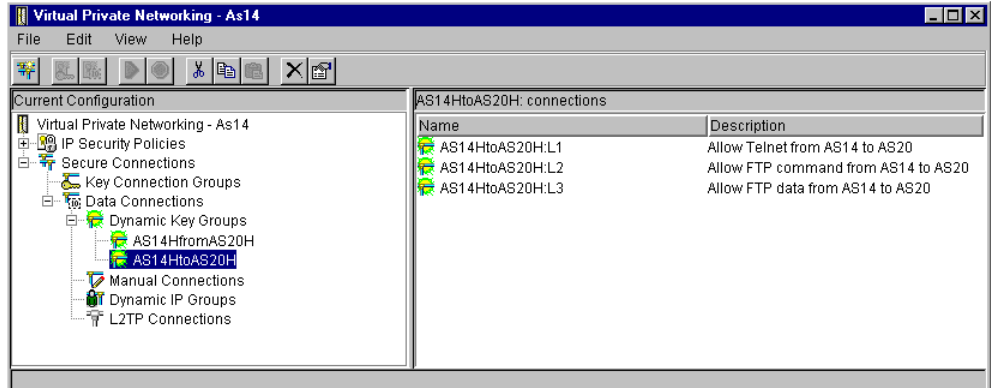 Virtual Private Networking - As14
File Edit View Help
Current Configuration
Virtual Private Networking - As14
IP Security Policies
Secure Connections
Key Connection Groups
Data Connections
Dynamic Key Groups
AS14HfromAS20H
AS14HtoAS20H
Manual Connections
Dynamic IP Groups
L2TP Connections
AS14HtoAS20H: connections
Name Description
AS14HtoAS20H:L1 Allow Telnet from AS14 to AS20
AS14HtoAS20H:L2 Allow FTP command from AS14 to AS20
AS14HtoAS20H:L3 Allow FTP data from AS14 to AS20